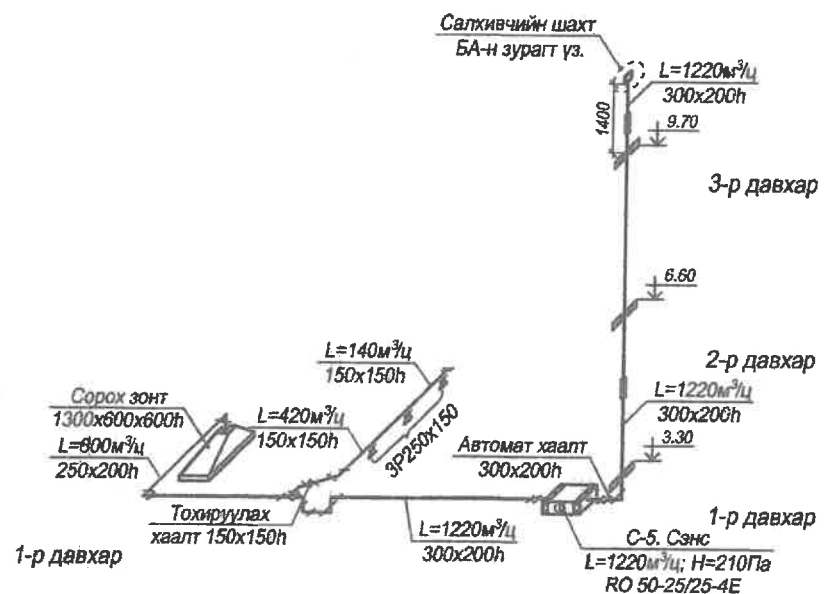 Салхивчийн шахт
БА-н зурагт үз.
L=1220м³/ц
300x200h
1400
9.70
3-р давхар
6.60
2-р давхар
L=1220м³/ц
300x200h
3.30
1-р давхар
L=140м³/ц
150x150h
Сорох зонт
1300x600x600h
L=800м³/ц
250x200h
L=420м³/ц
150x150h
3Р250x150
Автомат хаалт
300x200h
Тохируулах
хаалт 150x150h
L=1220м³/ц
300x200h
С-5. Сэнс
L=1220м³/ц; Н=210Па
RO 50-25/25-4E
1-р давхар